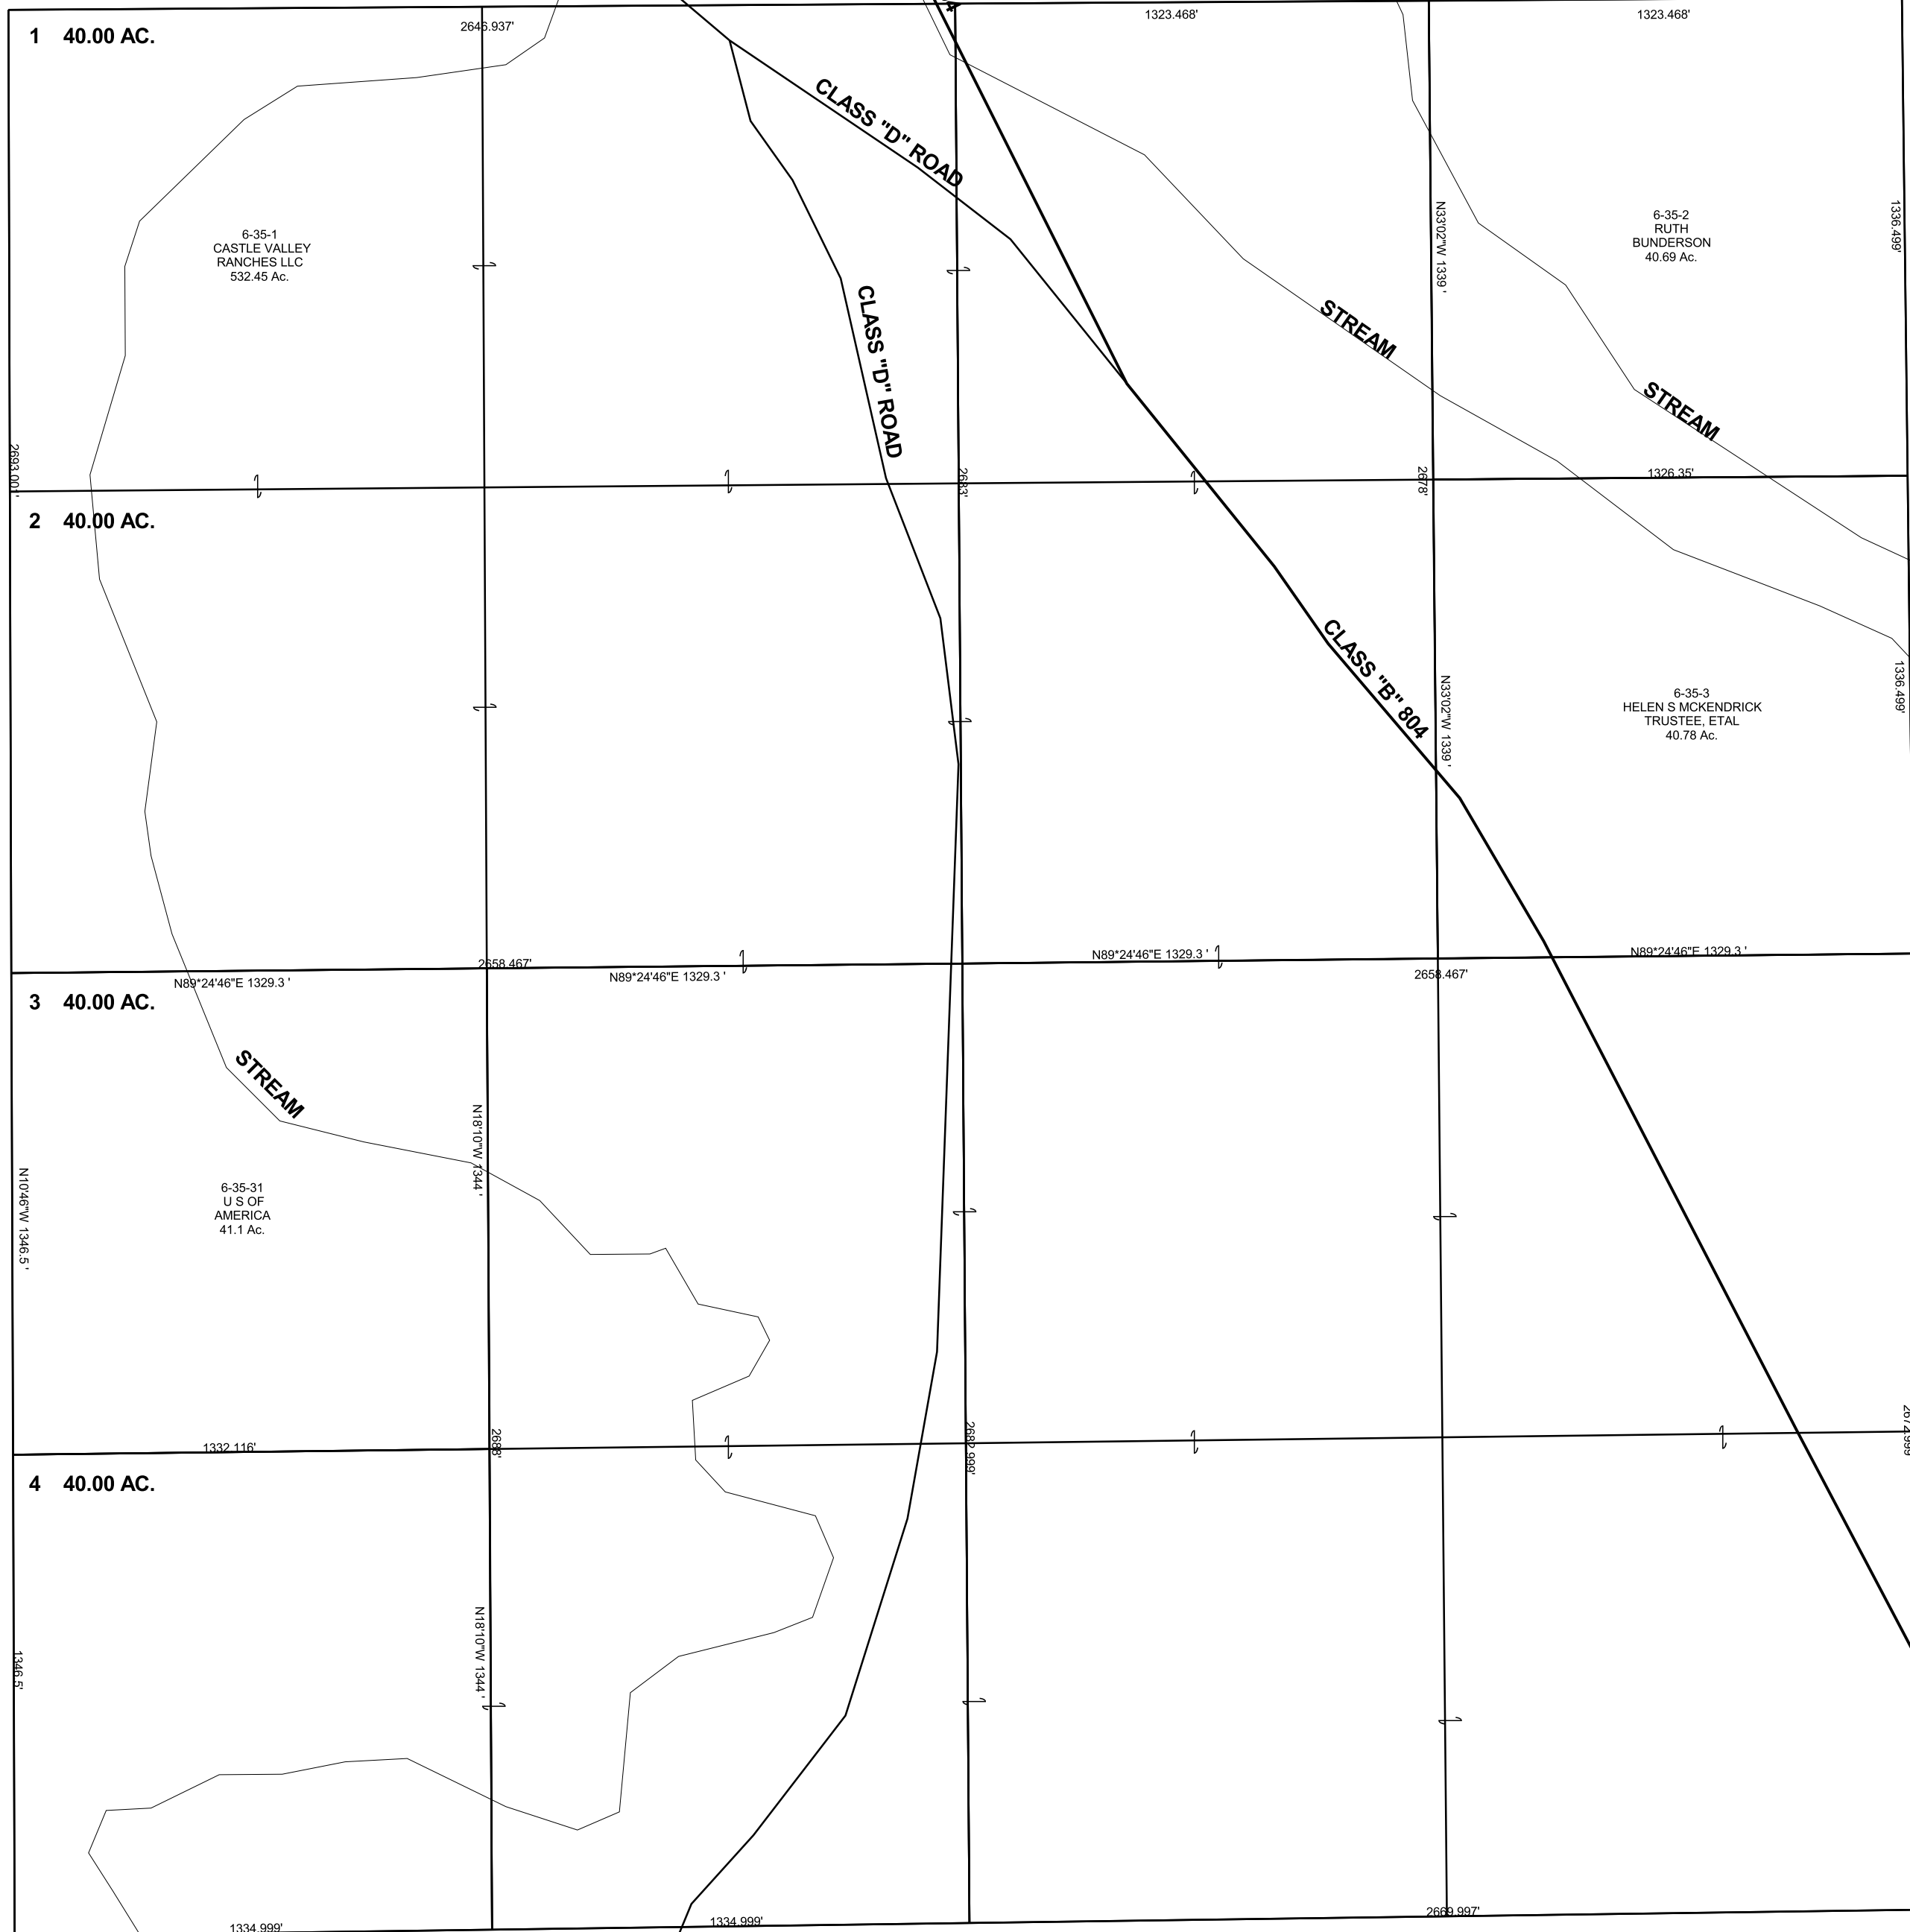 1 40.00 AC.
2646.937'
1323.468'
1323.468'
CLASS "D" ROAD
6-35-1
CASTLE VALLEY
RANCHES LLC
532.45 Ac.
N33'02"W 1339 '
6-35-2
RUTH
BUNDERSON
40.69 Ac.
1336.499'
CLASS "D" ROAD
STREAM
STREAM
2693.001'
2683'
2678'
1326.35'
2 40.00 AC.
CLASS "B" 804
N33'02"W 1339 '
6-35-3
HELEN S MCKENDRICK
TRUSTEE, ETAL
40.78 Ac.
1336.499'
2658.467'
N89*24'46"E 1329.3 '
N89*24'46"E 1329.3 '
N89*24'46"E 1329.3 '
2658.467'
N89*24'46"E 1329.3 '
3 40.00 AC.
STREAM
N18'10"W 1344 '
N10'46"W 1346.5 '
6-35-31
U S OF
AMERICA
41.1 Ac.
1332.116'
2688'
2682.999'
4 40.00 AC.
N18'10"W 1344 '
1346.5'
1334.999'
1334.999'
2669.997'